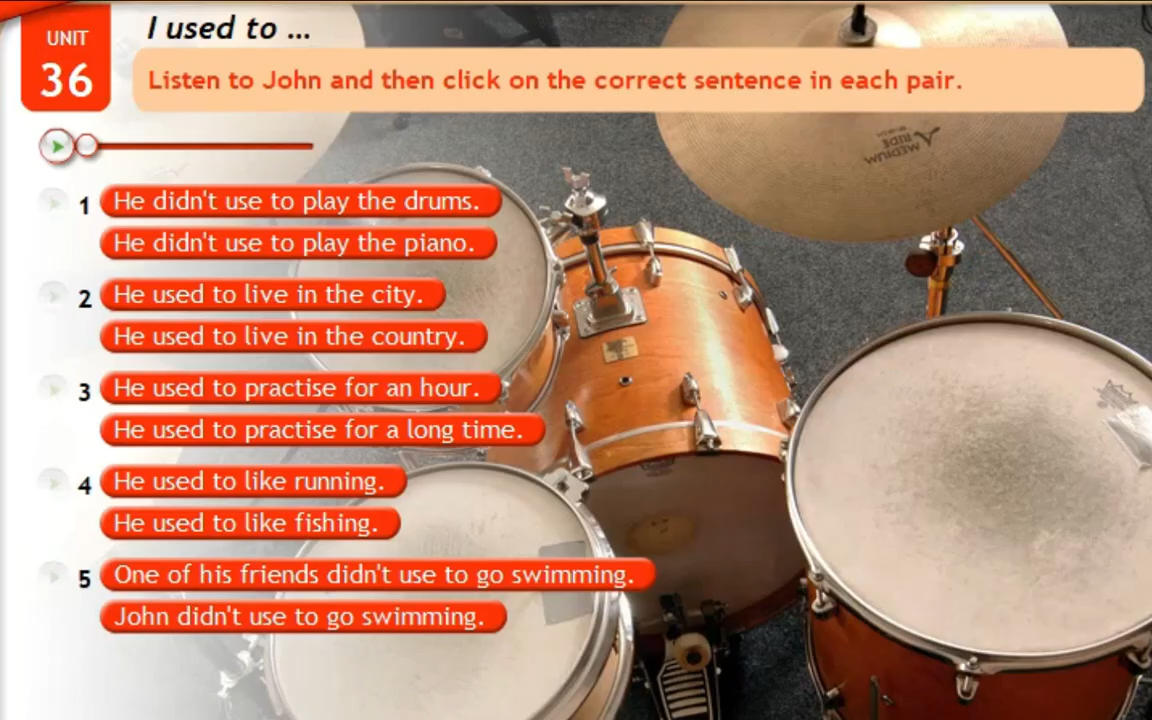 UNIT
36
I used to ...
Listen to John and then click on the correct sentence in each pair.
1 He didn't use to play the drums.
He didn't use to play the piano.
2 He used to live in the city.
He used to live in the country.
3 He used to practise for an hour.
He used to practise for a long time.
4 He used to like running.
He used to like fishing.
5 One of his friends didn't use to go swimming.
John didn't use to go swimming.
MEDIUM
RUDE